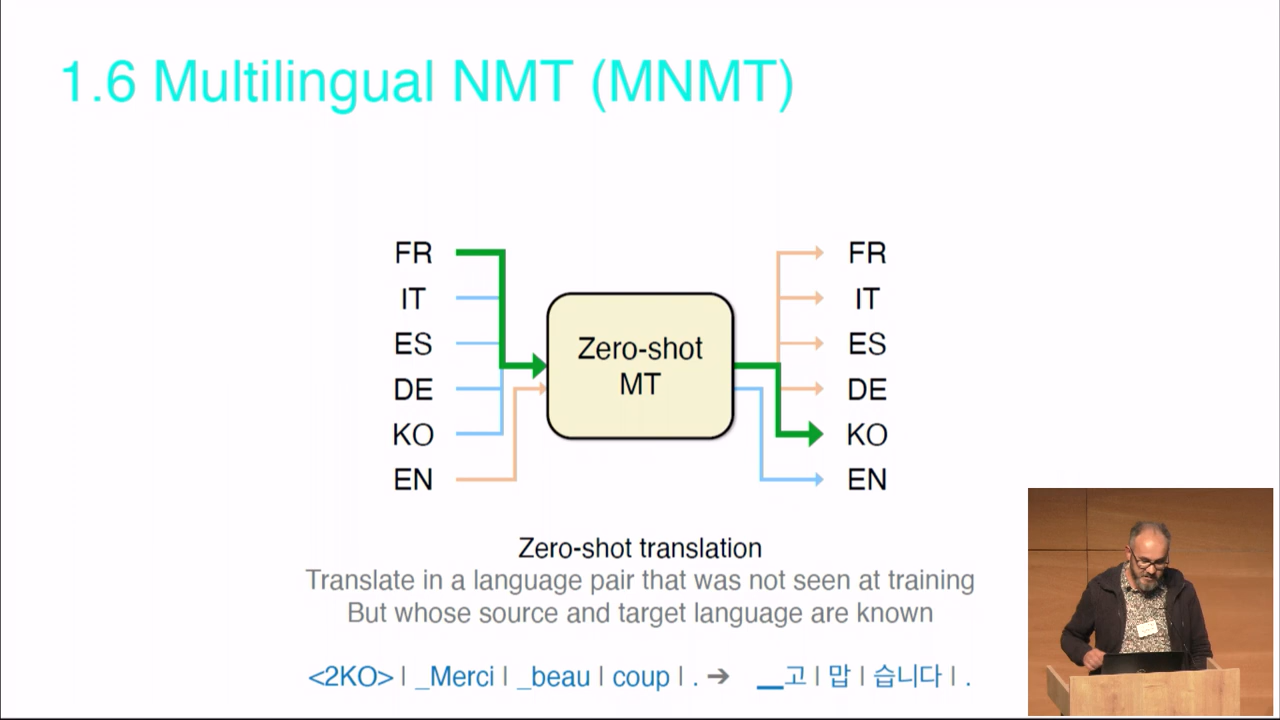 1.6 Multilingual NMT (MNMT)
FR
IT
ES
DE
KO
EN
Zero-shot
MT
FR
IT
ES
DE
KO
EN
Zero-shot translation
Translate in a language pair that was not seen at training
But whose source and target language are known
<2KO> | _Merci | _beau | coup | . ➔ __고 | 맙 | 습니다 | .